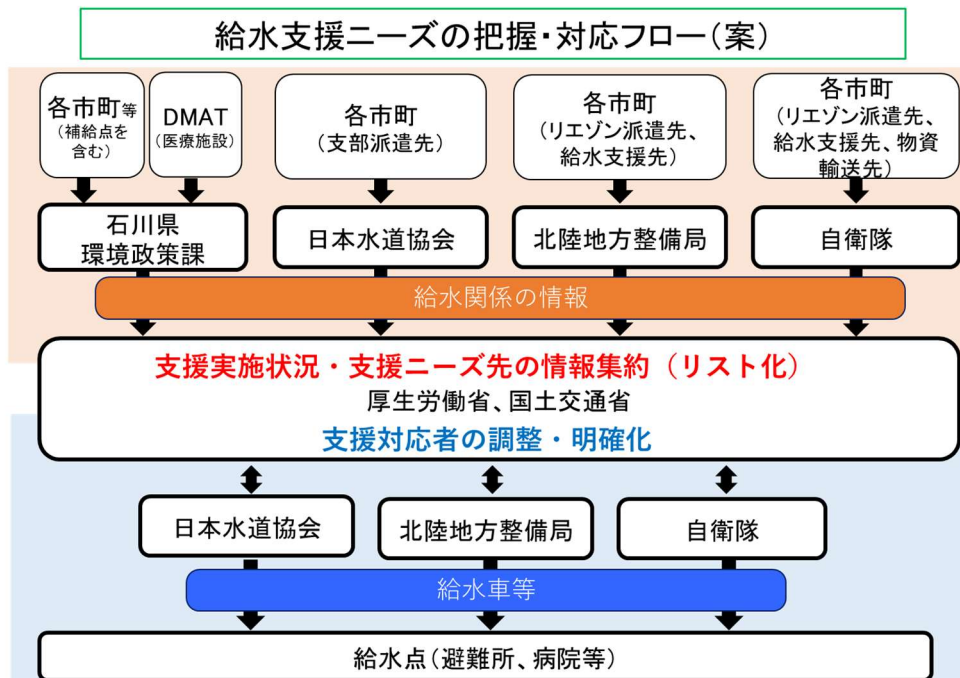 給水支援ニーズの把握・対応フロー(案)
各市町等
(補給点を
含む)
DMAT
(医療施設)
各市町
(支部派遣先)
各市町
(リエゾン派遣先、
給水支援先)
各市町
(リエゾン派遣先、
給水支援先、物資
輸送先)
石川県
環境政策課
日本水道協会
北陸地方整備局
自衛隊
給水関係の情報
支援実施状況・支援ニーズ先の情報集約(リスト化)
厚生労働省、国土交通省
支援対応者の調整・明確化
日本水道協会
北陸地方整備局
自衛隊
給水車等
給水点(避難所、病院等)